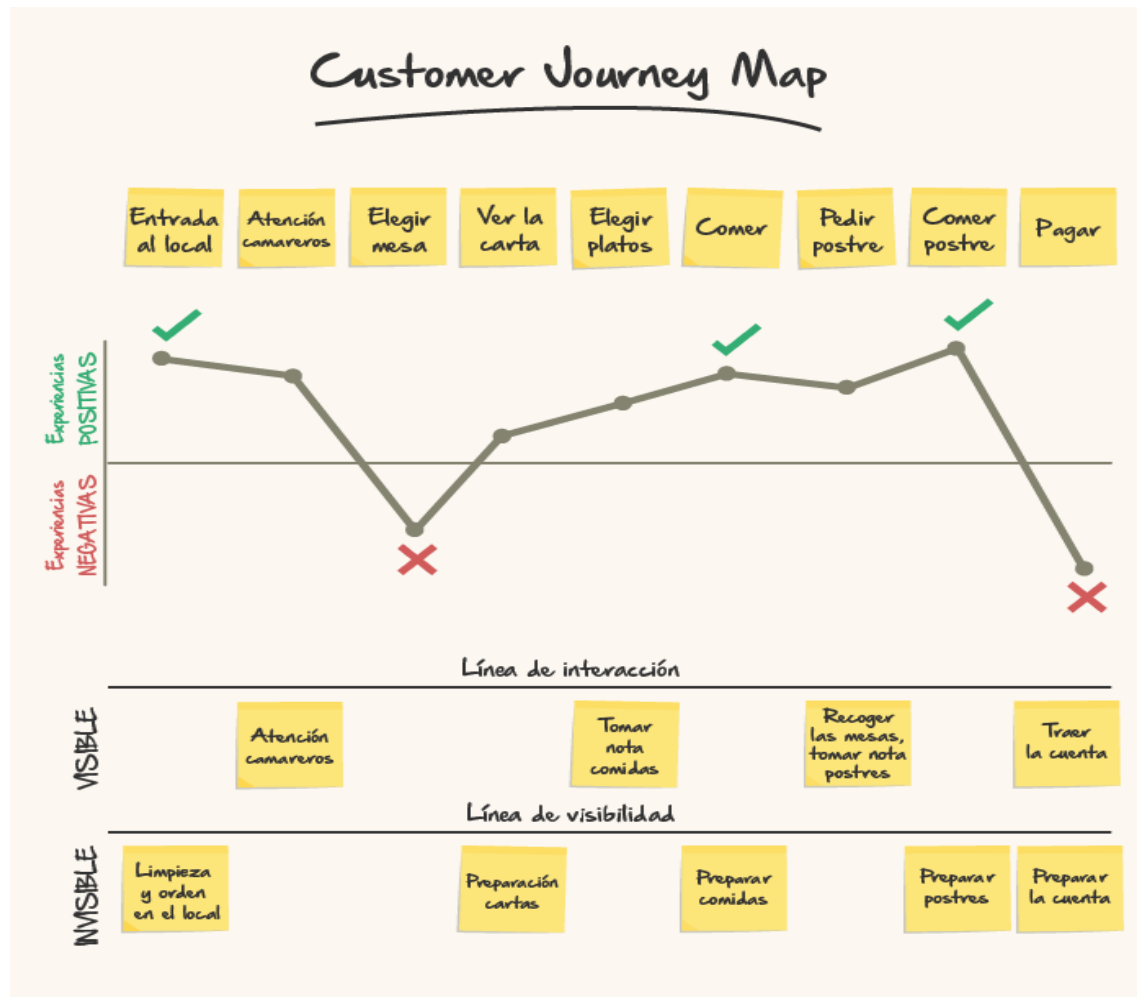 Customer Journey Map
Entrada
al local
Atención
camareros
Elegir
mesa
Ver la
carta
Elegir
platos
Comer
Pedir
postre
Comer
postre
Pagar
Experiencias
POSITIVAS
Experiencias
NEGATIVAS
Línea de interacción
VISIBLE
Atención
camareros
Tomar
nota
comidas
Recoger
las mesas,
tomar nota
postres
Traer
la cuenta
Línea de visibilidad
INVISIBLE
Limpieza
y orden
en el local
Preparación
cartas
Preparar
comidas
Preparar
postres
Preparar
la cuenta